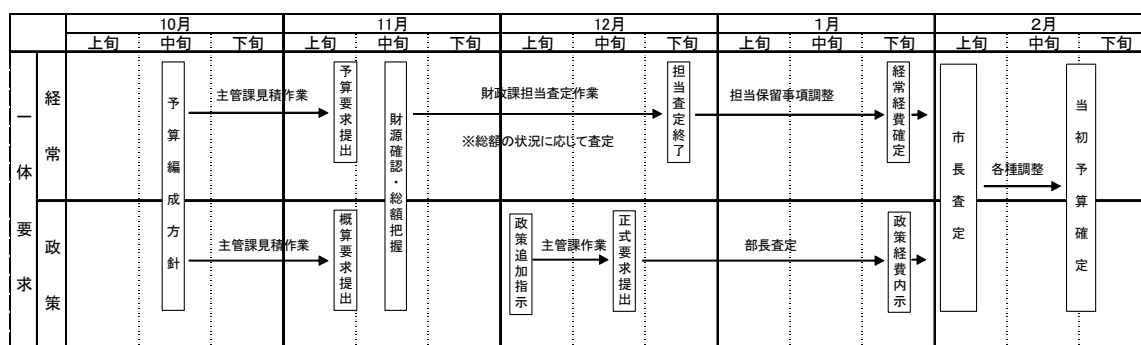 10月 11月 12月 1月 2月
上旬 中旬 下旬 上旬 中旬 下旬 上旬 中旬 下旬 上旬 中旬 下旬 上旬 中旬 下旬
一体要求
経常
政策
予算編成方針
主管課見積作業
予算要求提出
財源確認・総額把握
財政課担当査定作業
※総額の状況に応じて査定
担当査定終了
担当保留事項調整
経常経費確定
市長査定
各種調整
当初予算確定
主管課見積作業
概算要求提出
政策追加指示
主管課作業
正式要求提出
部長査定
政策経費内示